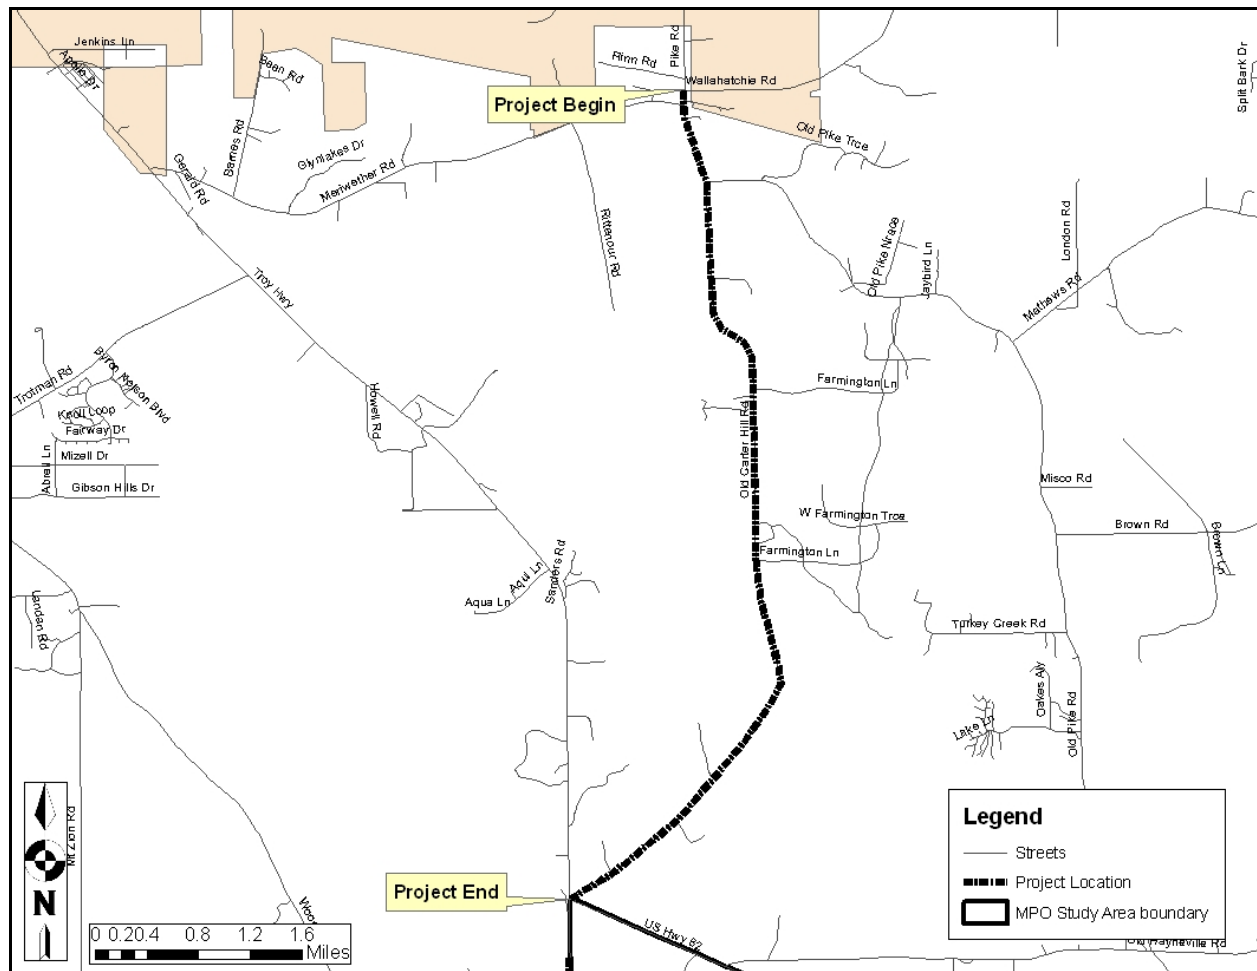 Jenkins Ln
Apple Dr
Bean Rd
Rinn Rd
Pike Rd
Wallahatchie Rd
Split Bark Dr
Project Begin
Old Pike Trce
Barnes Rd
Glynlakes Dr
Gerard Rd
Meriwether Rd
Rittenour Rd
Old Pike Nrace
Jaybird Ln
London Rd
Mathews Rd
Troy Hwy
Trotman Rd
Byron Nelson Blvd
Knoll Loop
Fairway Dr
Abrell Ln
Mizell Dr
Gibson Hills Dr
Howell Rd
Farmington Ln
Old Carter Hill Rd
Misco Rd
W Farmington Trce
Brown Rd
Brown Ln
Farmington Ln
Aqui Ln
Aqua Ln
Sanders Rd
Landan Rd
Turkey Creek Rd
Oakes Ally
Lake Ln
Old Pike Rd
Mt Zion Rd
N
Project End
US Hwy 82
0 0.20.4 0.8 1.2 1.6
Miles
Legend
Streets
Project Location
MPO Study Area boundary